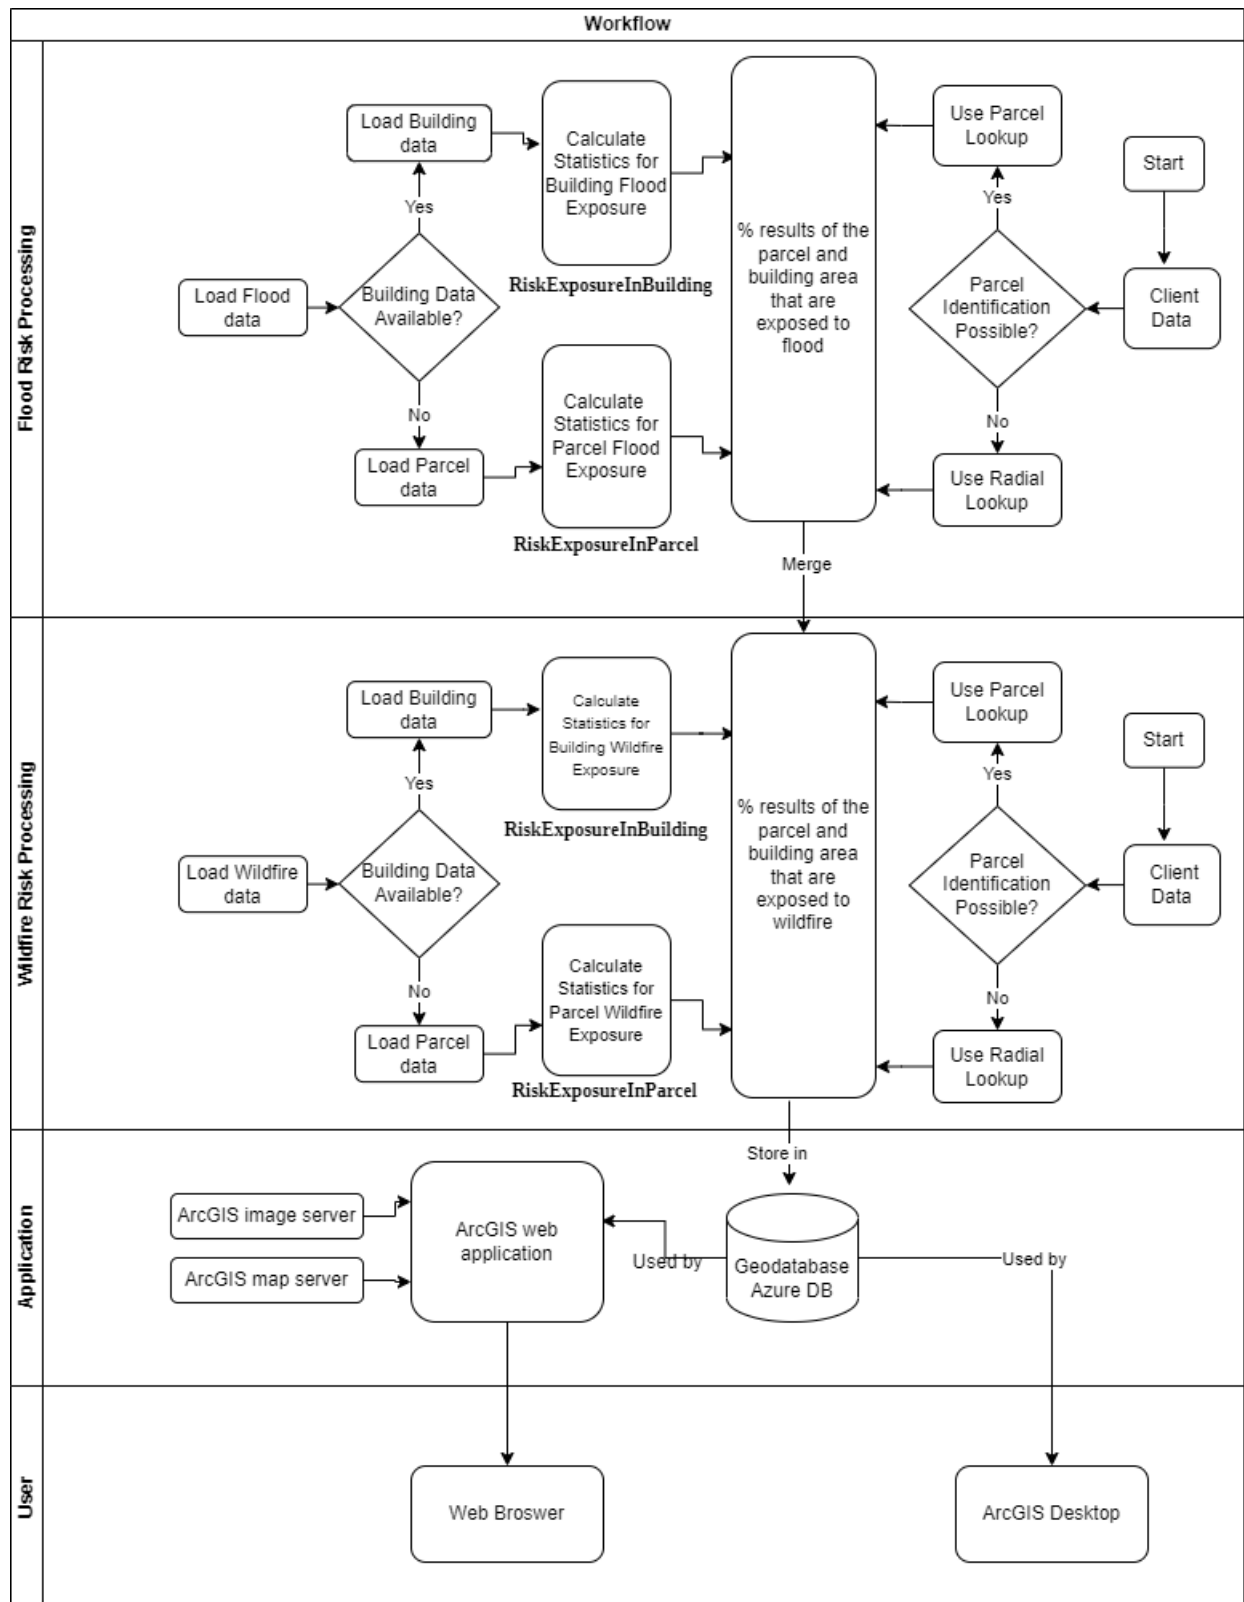 Workflow
Flood Risk Processing
Load Building
data
Calculate
Statistics for
Building Flood
Exposure
RiskExposureInBuilding
Yes
Load Flood
data
Building Data
Available?
No
Load Parcel
data
Calculate
Statistics for
Parcel Flood
Exposure
RiskExposureInParcel
% results of the
parcel and
building area
that are
exposed to
flood
Use Parcel
Lookup
Yes
Start
Parcel
Identification
Possible?
Client
Data
No
Use Radial
Lookup
Merge
Wildfire Risk Processing
Load Building
data
Calculate
Statistics for
Building Wildfire
Exposure
RiskExposureInBuilding
Yes
Load Wildfire
data
Building Data
Available?
No
Load Parcel
data
Calculate
Statistics for
Parcel Wildfire
Exposure
RiskExposureInParcel
% results of the
parcel and
building area
that are
exposed to
wildfire
Use Parcel
Lookup
Yes
Start
Parcel
Identification
Possible?
Client
Data
No
Use Radial
Lookup
Application
Store in
ArcGIS image server
ArcGIS map server
ArcGIS web
application
Used by
Geodatabase
Azure DB
Used by
User
Web Broswer
ArcGIS Desktop